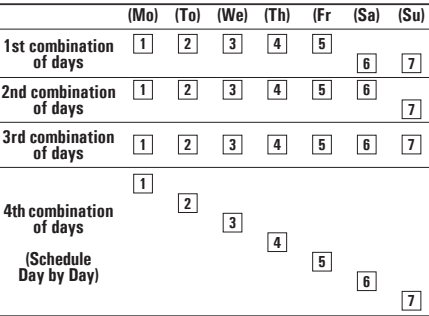 (Mo) (To) (We) (Th) (Fr (Sa) (Su)
1st combination of days 1 2 3 4 5
6 7
2nd combination of days 1 2 3 4 5 6
7
3rd combination of days 1 2 3 4 5 6 7
1
2
4th combination of days
3
4
(Schedule Day by Day)
5
6
7